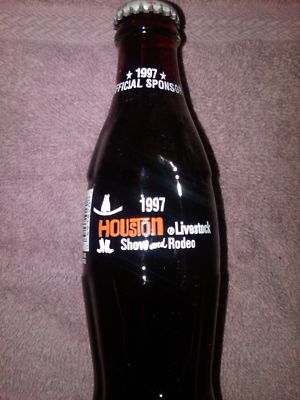 ★ 1997 ★
OFFICIAL SPONSOR
1997
HOUSTON ® Livestock
Show and Rodeo